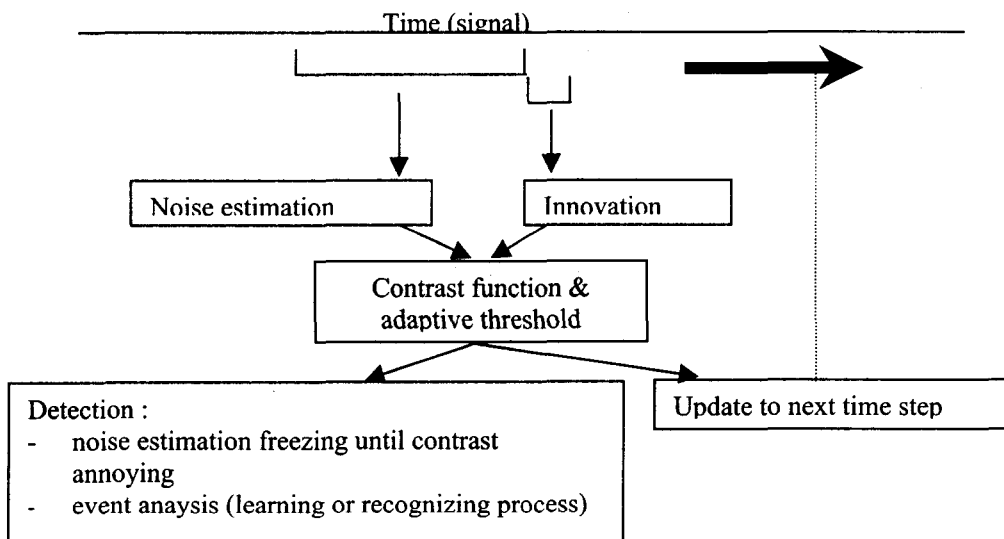 Time (signal)
Noise estimation
Innovation
Contrast function &
adaptive threshold
Detection :
- noise estimation freezing until contrast
annoying
- event anaysis (learning or recognizing process)
Update to next time step